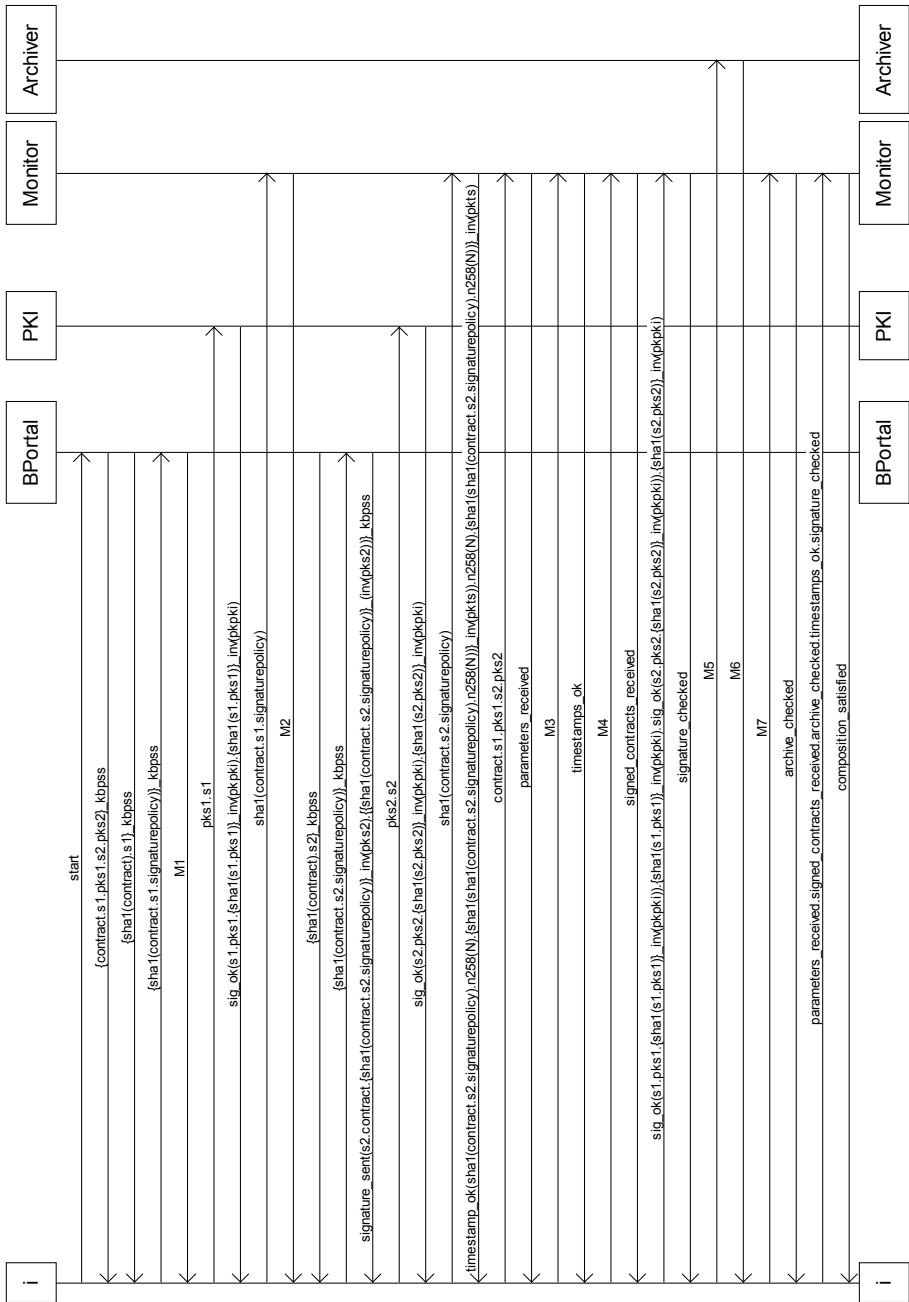 i BPortal PKI Monitor Archiver
start
{contract.s1.pks1.s2.pks2}_kbpss
{sha1(contract).s1}_kbpss
{sha1(contract.s1.signaturepolicy)}_kbpss
M1
pks1.s1
sig_ok(s1.pks1.{sha1(s1.pks1)}_inv(pkpki).{sha1(s1.pks1)}_inv(pkpki)
sha1(contract.s1.signaturepolicy)
M2
{sha1(contract).s2}_kbpss
{sha1(contract.s2.signaturepolicy)}_kbpss
signature_sent(s2.contract.{sha1(contract.s2.signaturepolicy)}_inv(pks2).{{sha1(contract.s2.signaturepolicy)}_(inv(pks2))}_kbpss
pks2.s2
sig_ok(s2.pks2.{sha1(s2.pks2)}_inv(pkpki).{sha1(s2.pks2)}_inv(pkpki)
sha1(contract.s2.signaturepolicy)
timestamp_ok(sha1(contract.s2.signaturepolicy).n258(N).{sha1(sha1(contract.s2.signaturepolicy).n258(N))}_inv(pkts)).n258(N).{sha1(sha1(contract.s2.signaturepolicy).n258(N))}_inv(pkts)
contract.s1.pks1.s2.pks2
parameters_received
M3
timestamps_ok
M4
signed_contracts_received
sig_ok(s1.pks1.{sha1(s1.pks1)}_inv(pkpki)).{sha1(s1.pks1)}_inv(pkpki).sig_ok(s2.pks2.{sha1(s2.pks2)}_inv(pkpki)).{sha1(s2.pks2)}_inv(pkpki)
signature_checked
M5
M6
M7
archive_checked
parameters_received.signed_contracts_received.archive_checked.timestamps_ok.signature_checked
composition_satisfied
i BPortal PKI Monitor Archiver